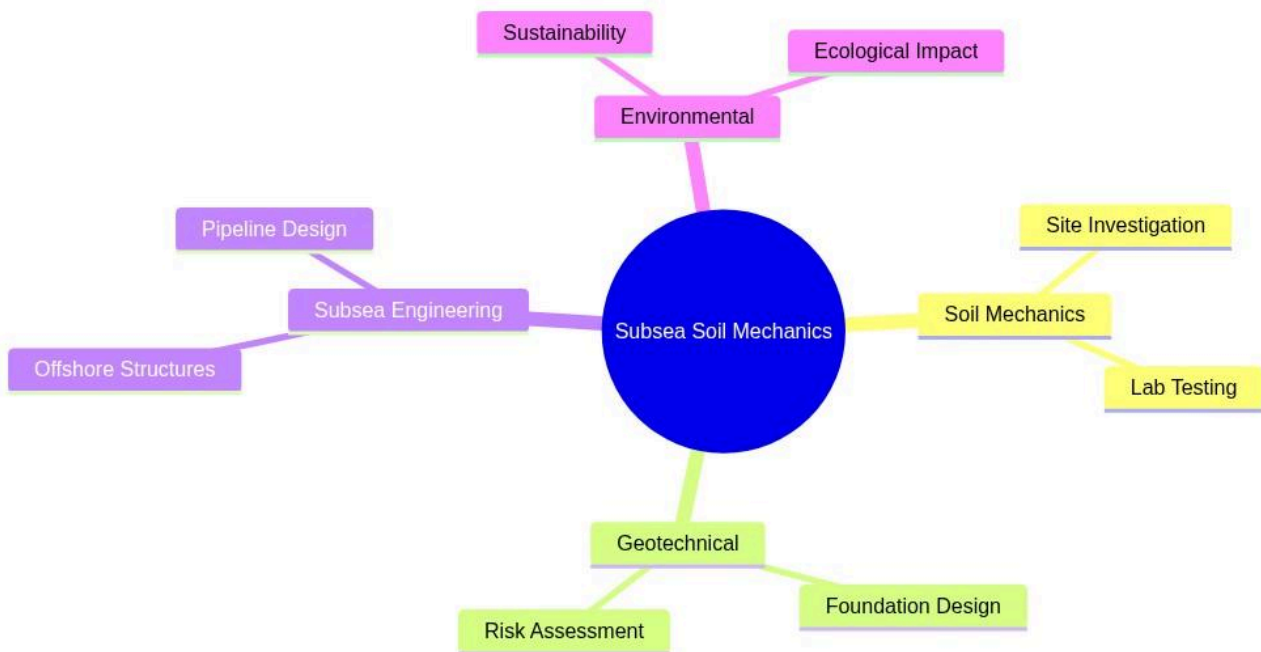 Sustainability
Ecological Impact
Environmental
Pipeline Design
Site Investigation
Subsea Engineering
Soil Mechanics
Subsea Soil Mechanics
Offshore Structures
Lab Testing
Geotechnical
Foundation Design
Risk Assessment